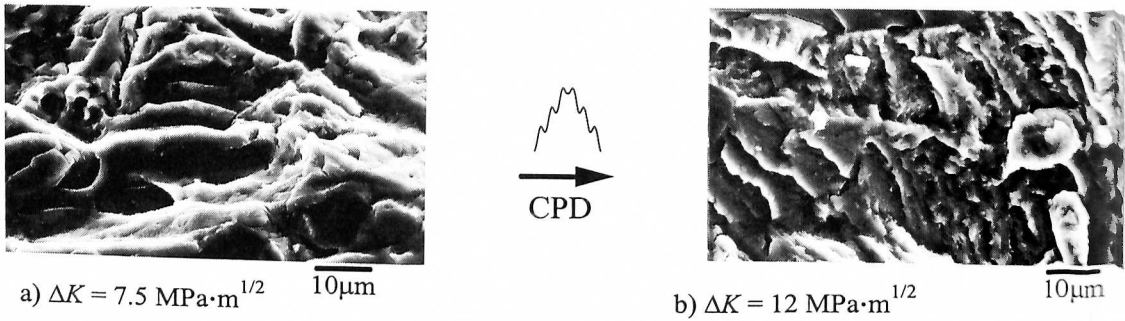 CPD
10μm
a) ΔK = 7.5 MPa·m^1/2
10μm
b) ΔK = 12 MPa·m^1/2